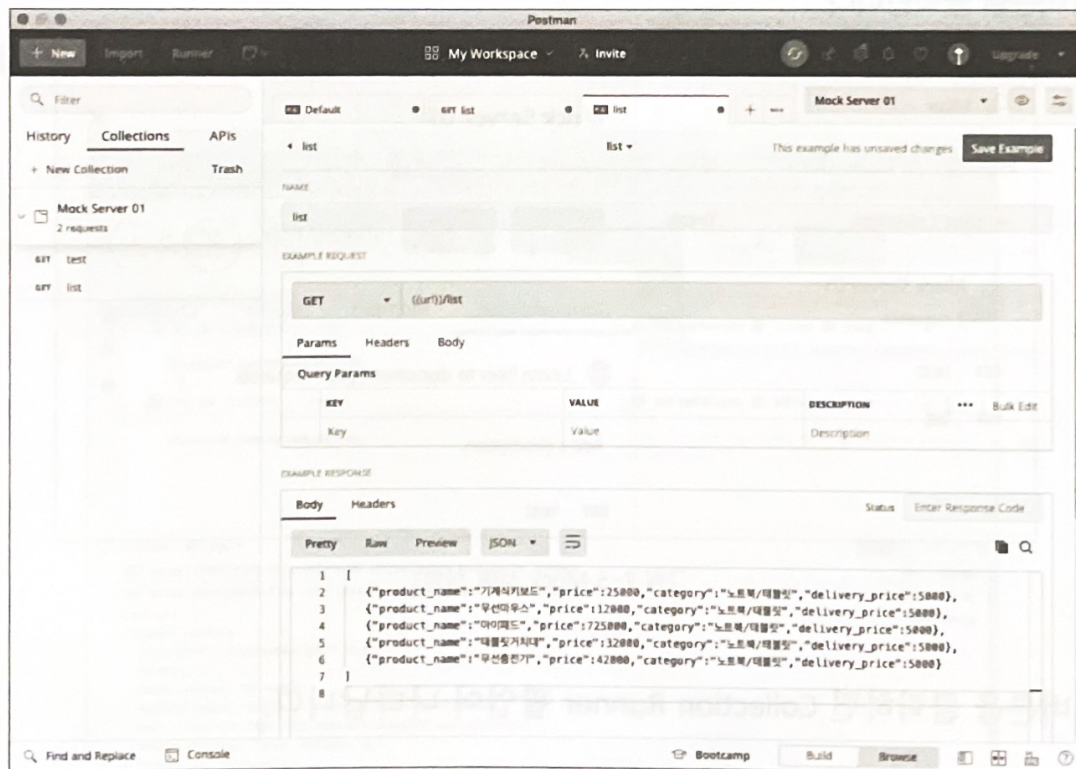 Postman
+ New Import Runner My Workspace Invite Upgrade
Filter
History Collections APIs
+ New Collection Trash
Mock Server 01
2 requests
GET test
GET list
Default GET list list + ... Mock Server 01
list list This example has unsaved changes Save Example
NAME
list
EXAMPLE REQUEST
GET {{url}}/list
Params Headers Body
Query Params
KEY VALUE DESCRIPTION ... Bulk Edit
Key Value Description
EXAMPLE RESPONSE
Body Headers Status Enter Response Code
Pretty Raw Preview JSON
1 [
2 {"product_name":"기계식키보드","price":25000,"category":"노트북/태블릿","delivery_price":5000},
3 {"product_name":"무선마우스","price":12000,"category":"노트북/태블릿","delivery_price":5000},
4 {"product_name":"아이패드","price":725000,"category":"노트북/태블릿","delivery_price":5000},
5 {"product_name":"태블릿거치대","price":32000,"category":"노트북/태블릿","delivery_price":5000},
6 {"product_name":"무선충전기","price":42000,"category":"노트북/태블릿","delivery_price":5000}
7 ]
8
Find and Replace Console Bootcamp Build Browse